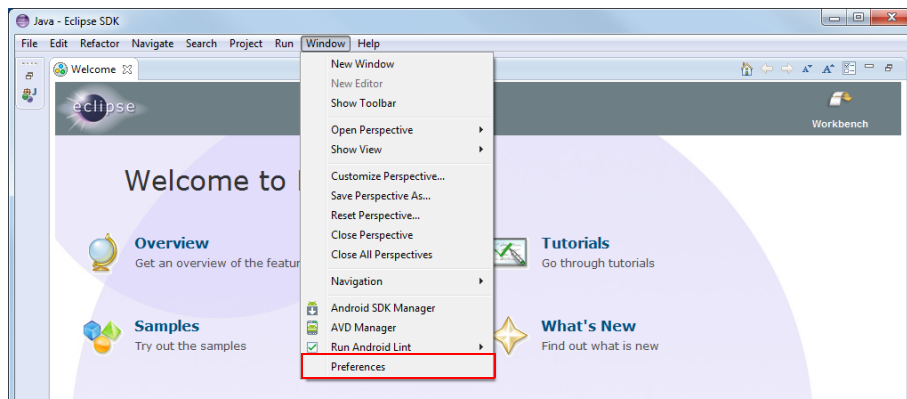 Java - Eclipse SDK
File Edit Refactor Navigate Search Project Run Window Help
Welcome
eclipse
Workbench
Welcome to
Overview
Get an overview of the featur
Samples
Try out the samples
New Window
New Editor
Show Toolbar
Open Perspective
Show View
Customize Perspective...
Save Perspective As...
Reset Perspective...
Close Perspective
Close All Perspectives
Navigation
Android SDK Manager
AVD Manager
Run Android Lint
Preferences
Tutorials
Go through tutorials
What's New
Find out what is new